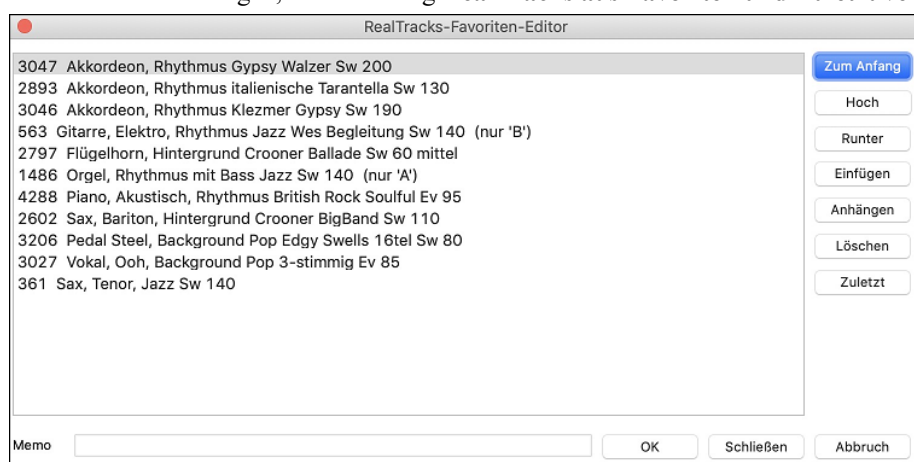 RealTracks-Favoriten-Editor
3047 Akkordeon, Rhythmus Gypsy Walzer Sw 200
2893 Akkordeon, Rhythmus italienische Tarantella Sw 130
3046 Akkordeon, Rhythmus Klezmer Gypsy Sw 190
563 Gitarre, Elektro, Rhythmus Jazz Wes Begleitung Sw 140 (nur 'B')
2797 Flügelhorn, Hintergrund Crooner Ballade Sw 60 mittel
1486 Orgel, Rhythmus mit Bass Jazz Sw 140 (nur 'A')
4288 Piano, Akustisch, Rhythmus British Rock Soulful Ev 95
2602 Sax, Bariton, Hintergrund Crooner BigBand Sw 110
3206 Pedal Steel, Background Pop Edgy Swells 16tel Sw 80
3027 Vokal, Ooh, Background Pop 3-stimmig Ev 85
361 Sax, Tenor, Jazz Sw 140
Zum Anfang
Hoch
Runter
Einfügen
Anhängen
Löschen
Zuletzt
Memo
OK
Schließen
Abbruch